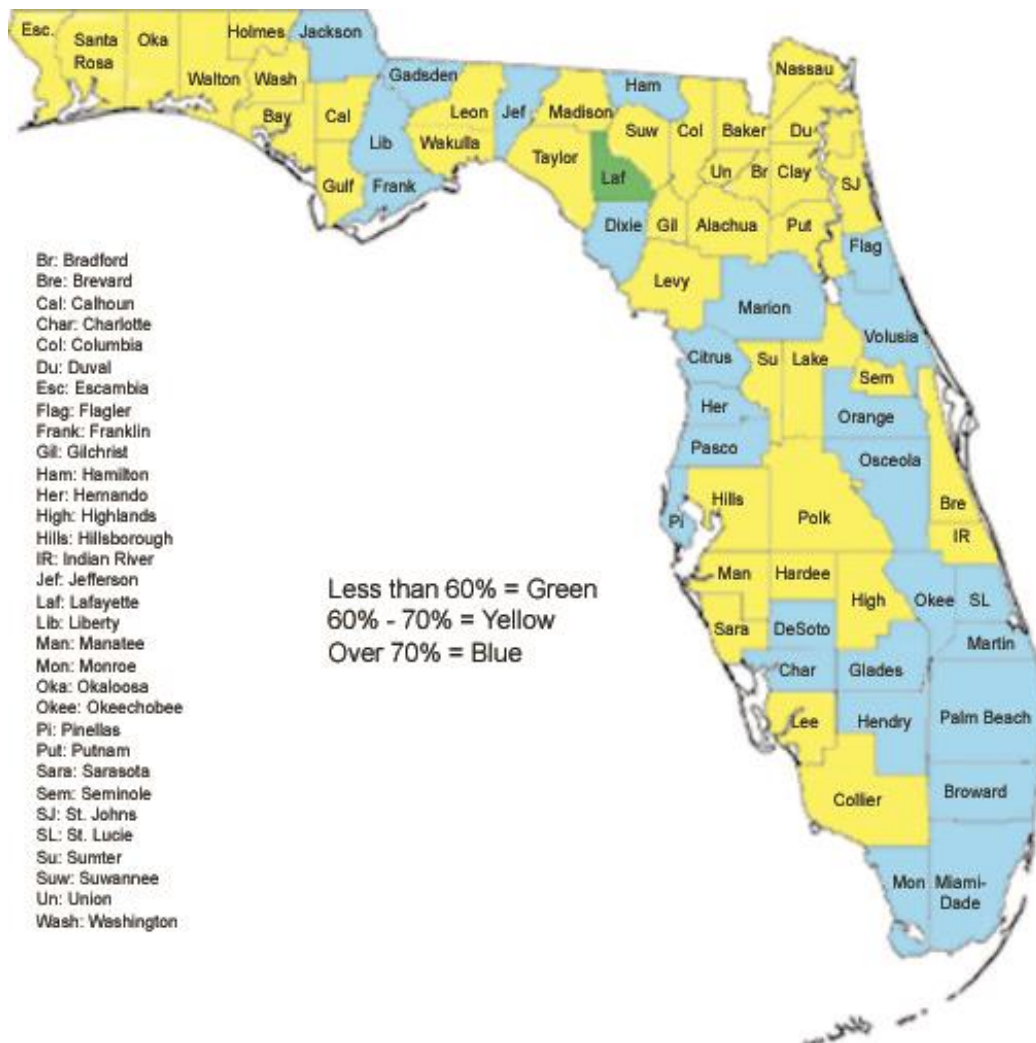 Esc.
Santa
Rosa
Oka
Walton
Holmes
Wash
Bay
Jackson
Cal
Gulf
Gadsden
Lib
Frank
Leon
Wakulla
Jef
Madison
Taylor
Ham
Suw
Laf
Dixie
Col
Baker
Nassau
Du
Un
Br
Clay
SJ
Gil
Alachua
Put
Flag
Levy
Marion
Volusia
Citrus
Su
Lake
Sem
Her
Orange
Pasco
Osceola
Pi
Hills
Polk
Bre
IR
Man
Hardee
High
Okee
SL
Sara
DeSoto
Martin
Char
Glades
Lee
Hendry
Palm Beach
Collier
Broward
Mon
Miami-
Dade
Br: Bradford
Bre: Brevard
Cal: Calhoun
Char: Charlotte
Col: Columbia
Du: Duval
Esc: Escambia
Flag: Flagler
Frank: Franklin
Gil: Gilchrist
Ham: Hamilton
Her: Hernando
High: Highlands
Hills: Hillsborough
IR: Indian River
Jef: Jefferson
Laf: Lafayette
Lib: Liberty
Man: Manatee
Mon: Monroe
Oka: Okaloosa
Okee: Okeechobee
Pi: Pinellas
Put: Putnam
Sara: Sarasota
Sem: Seminole
SJ: St. Johns
SL: St. Lucie
Su: Sumter
Suw: Suwannee
Un: Union
Wash: Washington
Less than 60% = Green
60% - 70% = Yellow
Over 70% = Blue